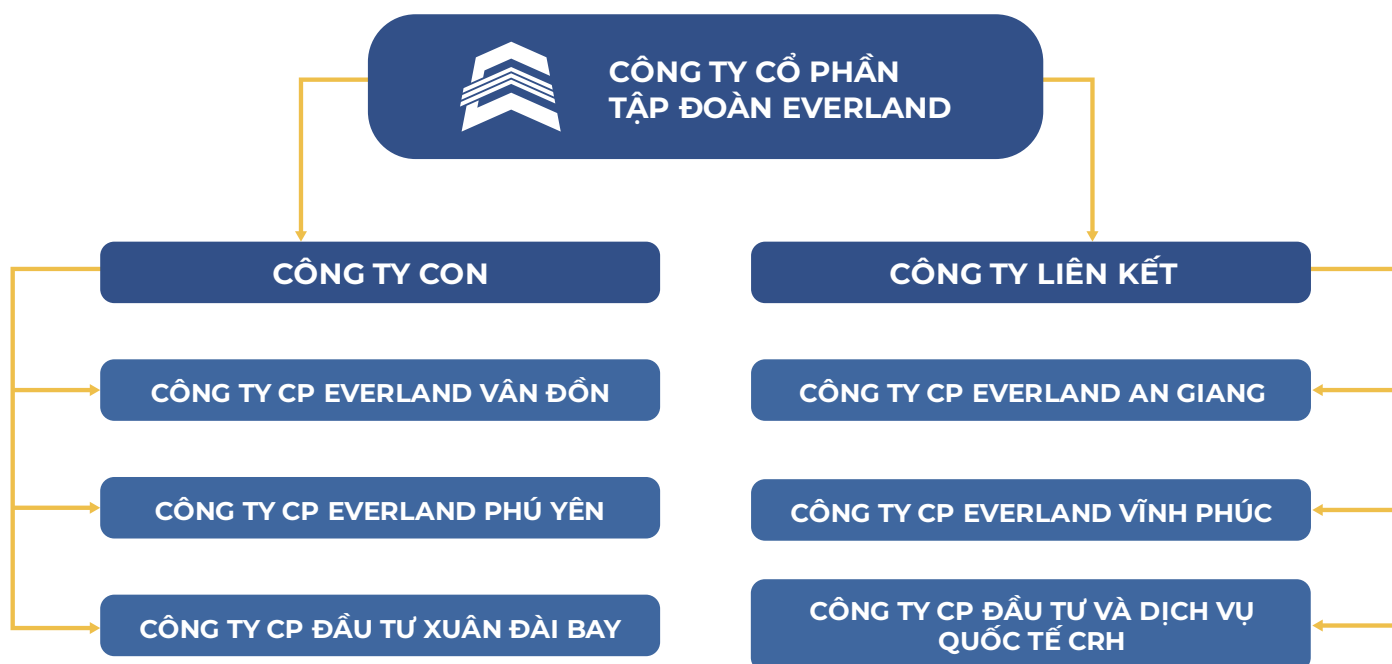 CÔNG TY CỔ PHẦN
TẬP ĐOÀN EVERLAND
CÔNG TY CON
CÔNG TY CP EVERLAND VÂN ĐỒN
CÔNG TY CP EVERLAND PHÚ YÊN
CÔNG TY CP ĐẦU TƯ XUÂN ĐÀI BAY
CÔNG TY LIÊN KẾT
CÔNG TY CP EVERLAND AN GIANG
CÔNG TY CP EVERLAND VĨNH PHÚC
CÔNG TY CP ĐẦU TƯ VÀ DỊCH VỤ
QUỐC TẾ CRH